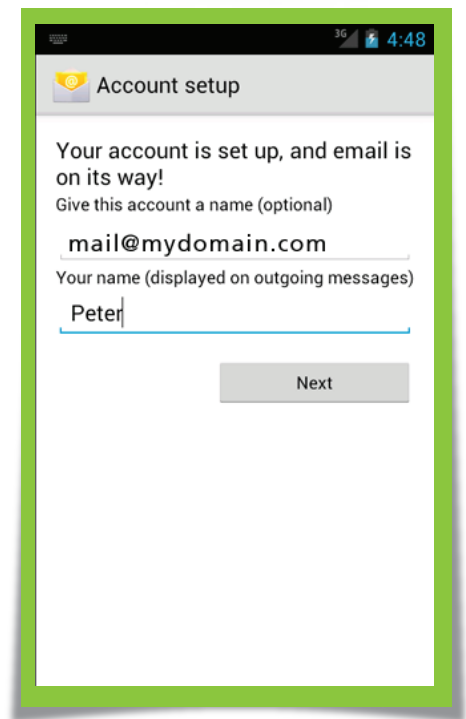 3G 4:48
Account setup
Your account is set up, and email is
on its way!
Give this account a name (optional)
mail@mydomain.com
Your name (displayed on outgoing messages)
Peter
Next